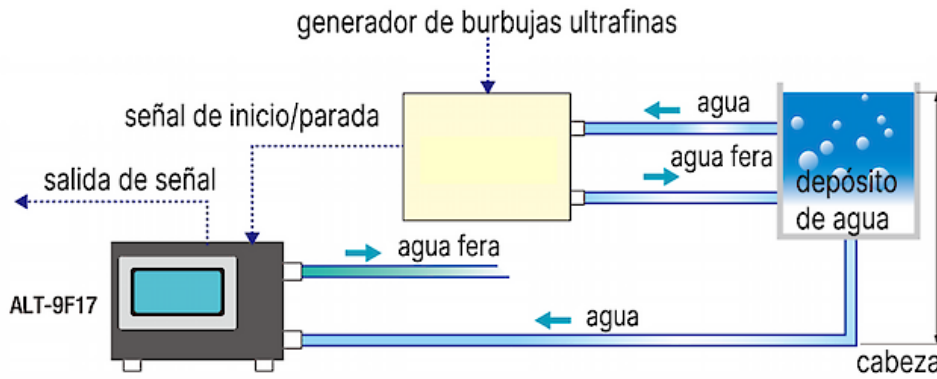 generador de burbujas ultrafinas
señal de inicio/parada
agua
agua fera
salida de señal
depósito
de agua
agua fera
ALT-9F17
agua
cabeza